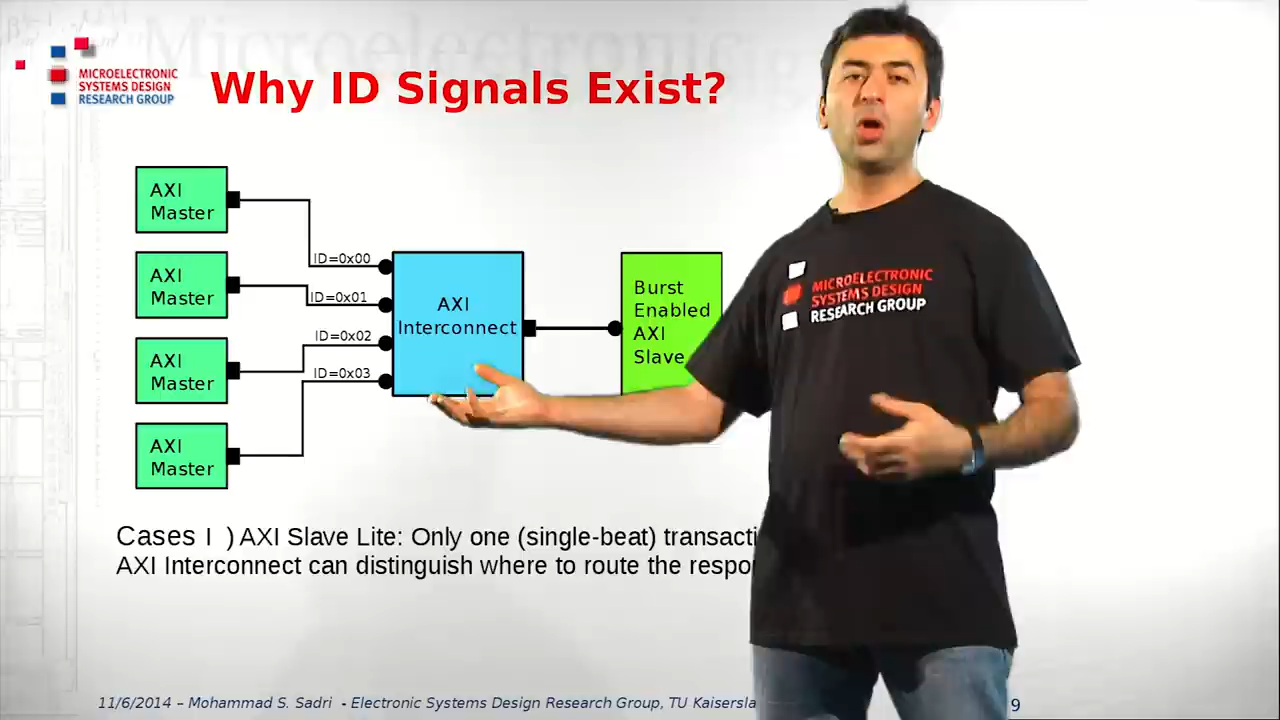 Microelectronic
MICROELECTRONIC
SYSTEMS DESIGN
RESEARCH GROUP
Why ID Signals Exist?
AXI
Master
AXI
Master
AXI
Master
AXI
Master
ID=0x00
ID=0x01
ID=0x02
ID=0x03
AXI
Interconnect
Burst
Enabled
AXI
Slave
MICROELECTRONIC
SYSTEMS DESIGN
RESEARCH GROUP
Cases I ) AXI Slave Lite: Only one (single-beat) transacti
AXI Interconnect can distinguish where to route the respo
11/6/2014 – Mohammad S. Sadri - Electronic Systems Design Research Group, TU Kaisersla
9